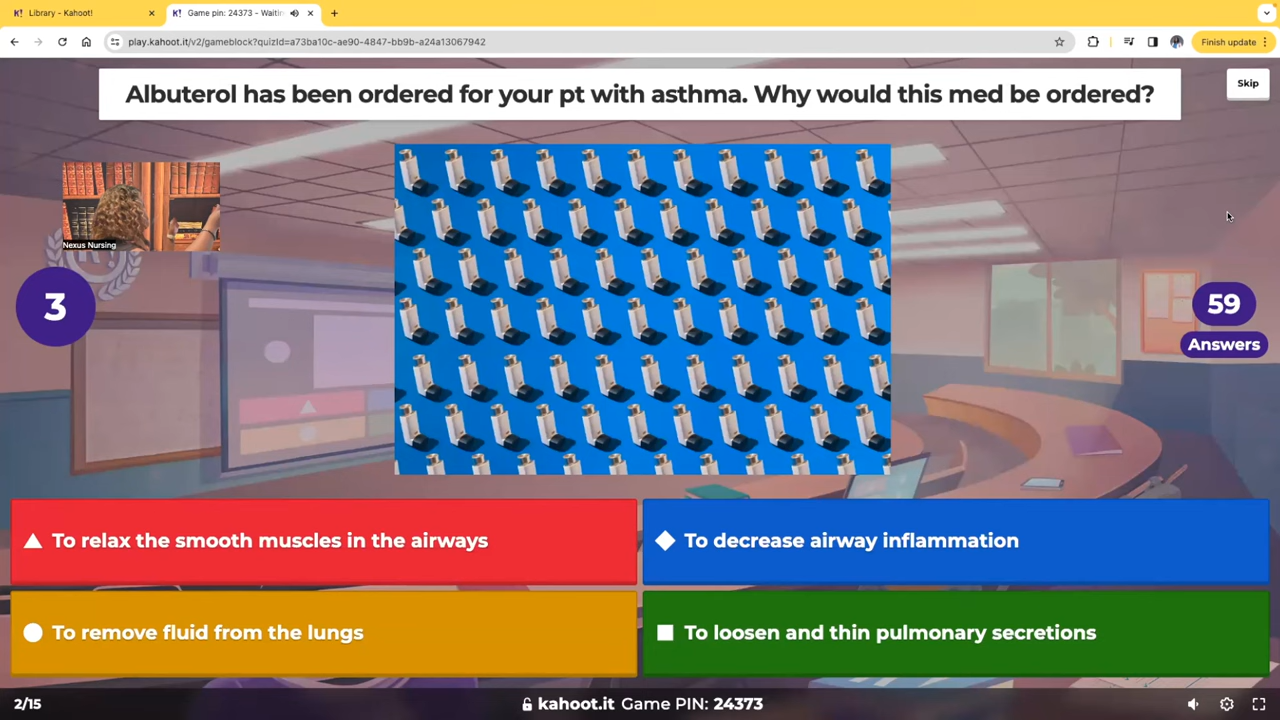 Library - Kahoot!
Game pin: 24373 - Waitin
play.kahoot.it/v2/gameblock?quizId=a73ba10c-ae90-4847-bb9b-a24a13067942
Finish update
Albuterol has been ordered for your pt with asthma. Why would this med be ordered?
Skip
Nexus Nursing
3
59
Answers
To relax the smooth muscles in the airways
To decrease airway inflammation
To remove fluid from the lungs
To loosen and thin pulmonary secretions
2/15
kahoot.it Game PIN: 24373